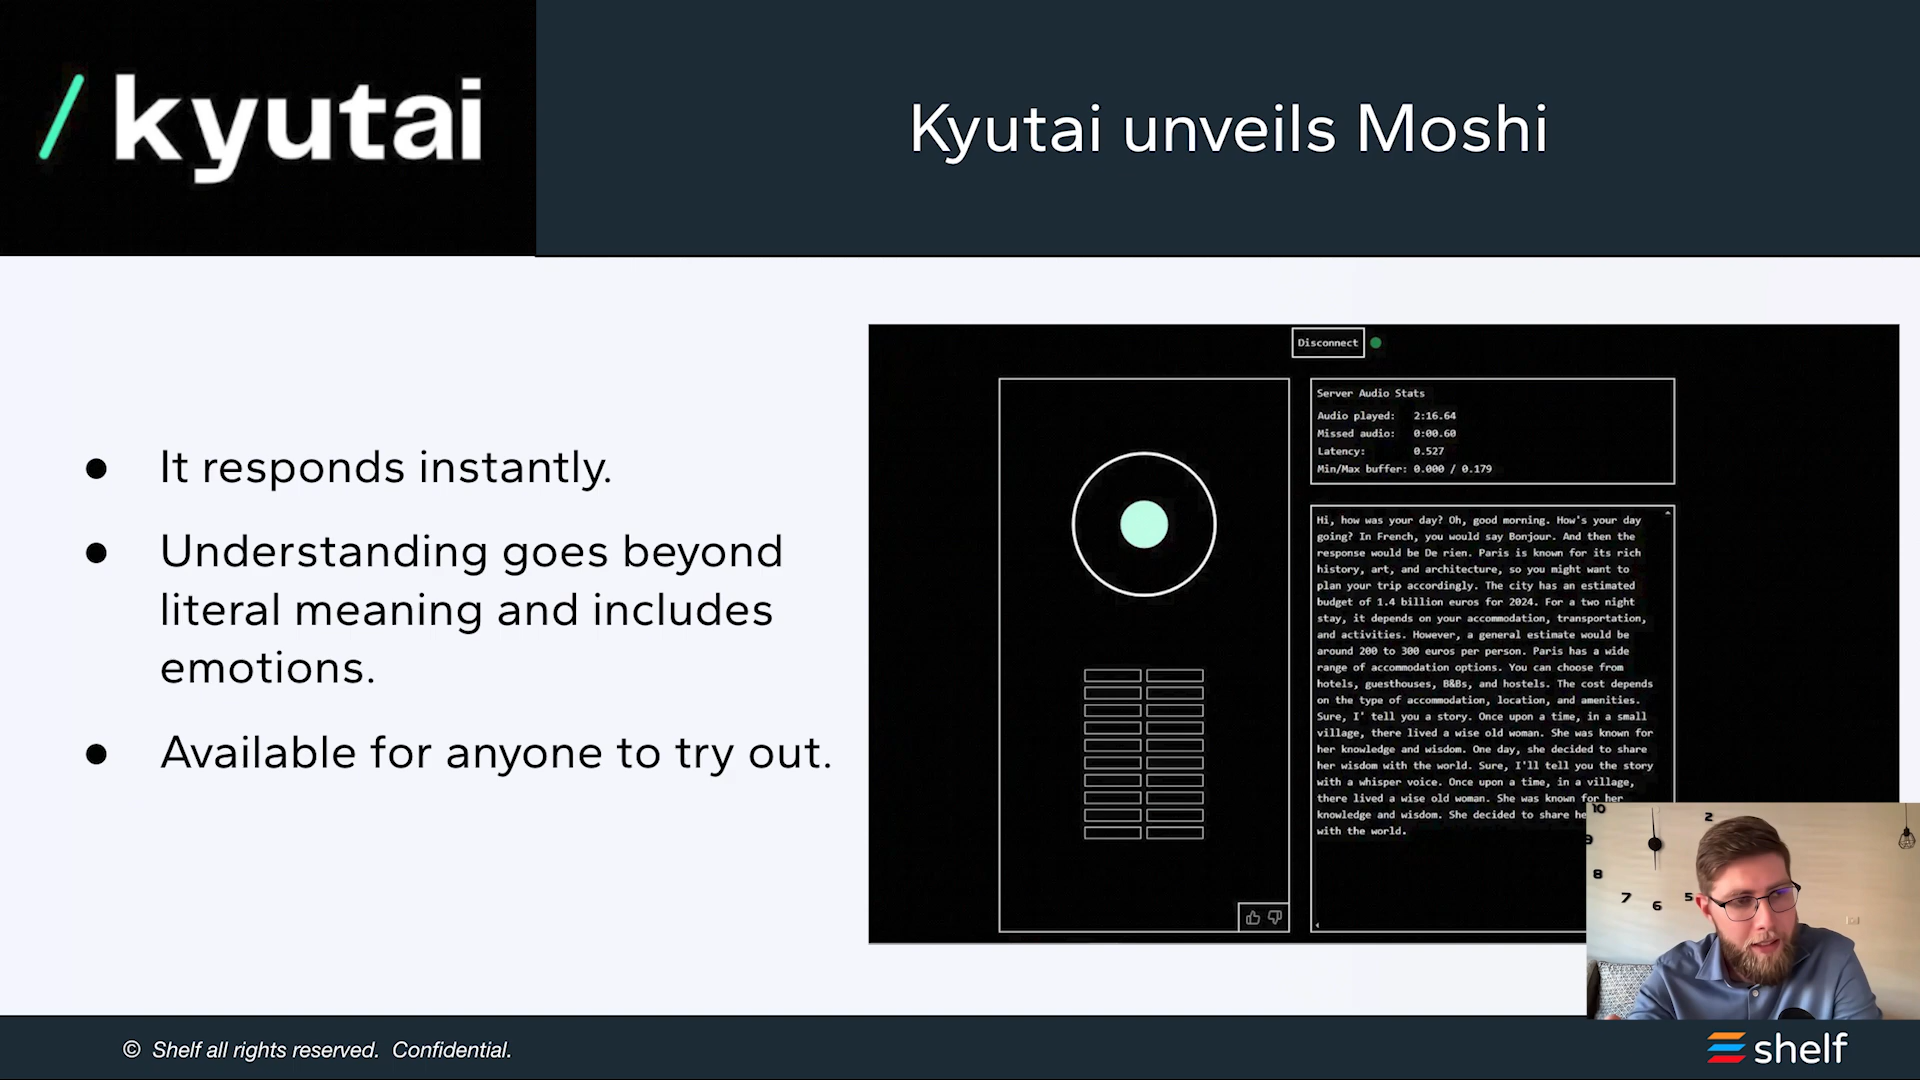 / kyutai
Kyutai unveils Moshi
● It responds instantly.
● Understanding goes beyond
literal meaning and includes
emotions.
● Available for anyone to try out.
Disconnect
Server Audio Stats
Audio played: 2:16.64
Missed audio: 0:00.60
Latency: 0.527
Min/Max buffer: 0.000 / 0.179
Hi, how was your day? Oh, good morning. How's your day
going? In French, you would say Bonjour. And then the
response would be De rien. Paris is known for its rich
history, art, and architecture, so you might want to
plan your trip accordingly. The city has an estimated
budget of 1.4 billion euros for 2024. For a two night
stay, it depends on your accommodation, transportation,
and activities. However, a general estimate would be
around 200 to 300 euros per person. Paris has a wide
range of accommodation options. You can choose from
hotels, guesthouses, B&Bs, and hostels. The cost depends
on the type of accommodation, location, and amenities.
Sure, I' tell you a story. Once upon a time, in a small
village, there lived a wise old woman. She was known for
her knowledge and wisdom. One day, she decided to share
her wisdom with the world. Sure, I'll tell you the story
with a whisper voice. Once upon a time, in a village,
there lived a wise old woman. She was known for her
knowledge and wisdom. She decided to share he
with the world.
10
2
9
8
7
6
5
© Shelf all rights reserved. Confidential.
shelf